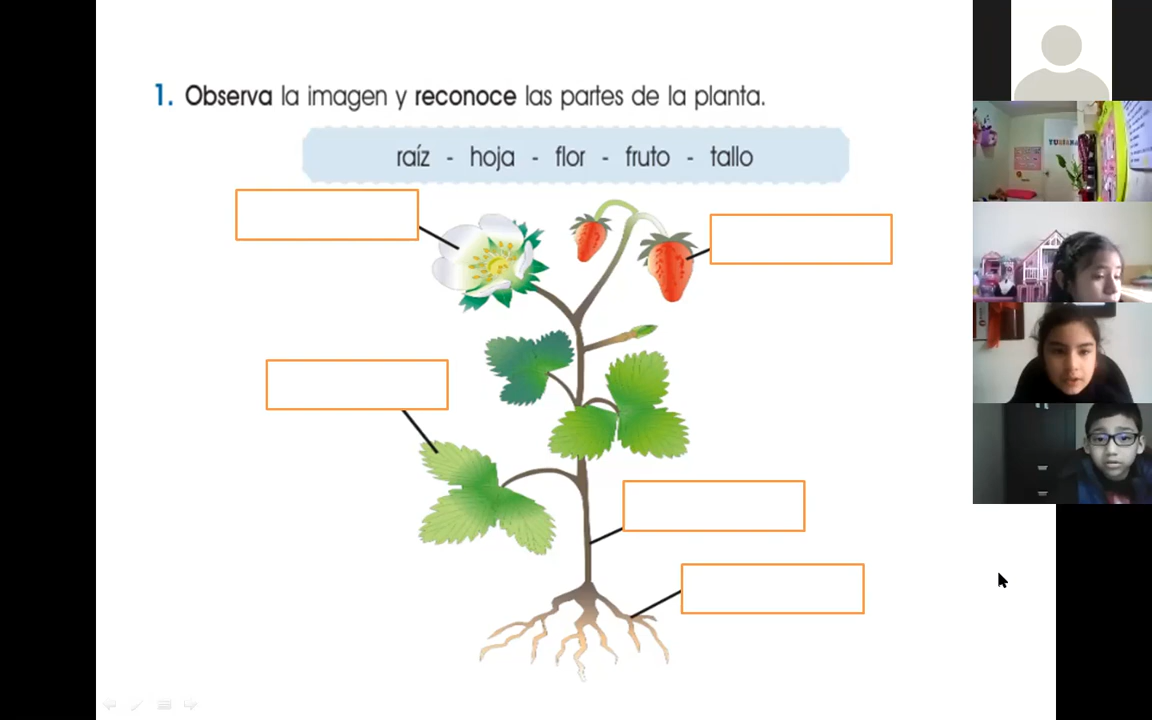 1. Observa la imagen y reconoce las partes de la planta.
raíz - hoja - flor - fruto - tallo